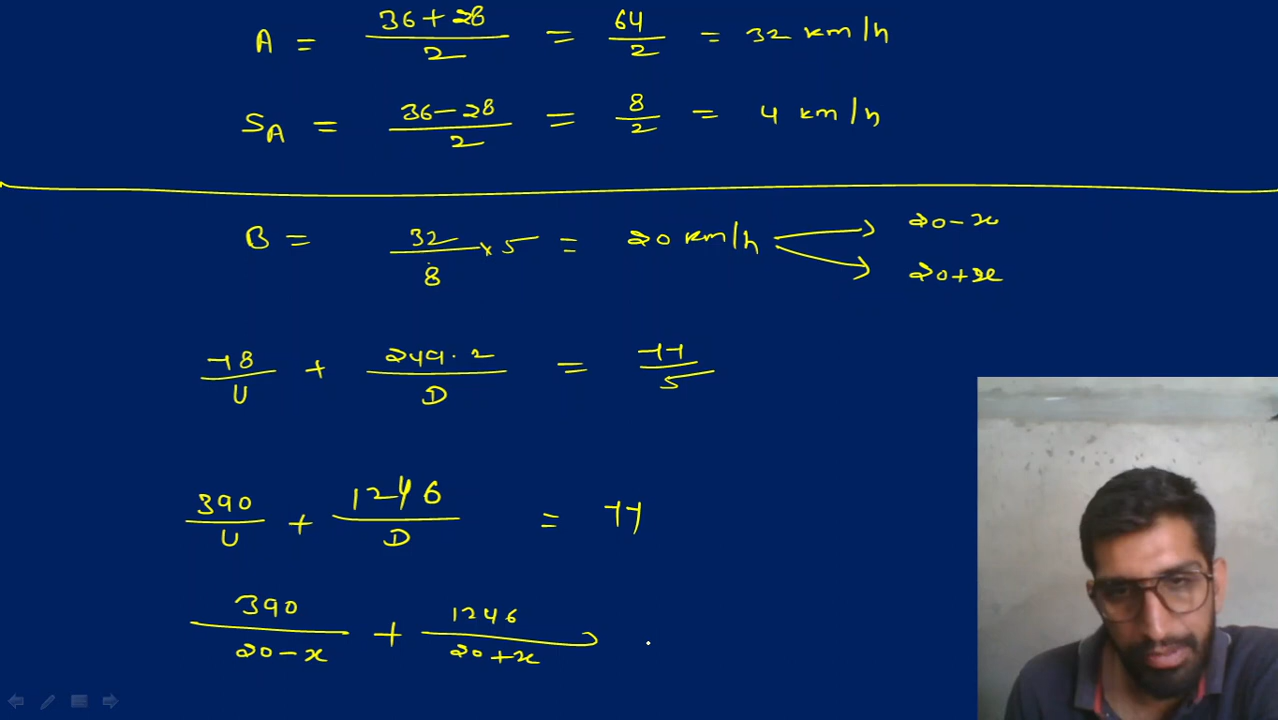 A = (36+28)/2 = 64/2 = 32 km/h
S_A = (36-28)/2 = 8/2 = 4 km/h
B = 32/8 × 5 = 20 km/h → 20-x
→ 20+x
78/U + 249.2/D = 77/5
390/U + 1246/D = 77
390/(20-x) + 1246/(20+x)